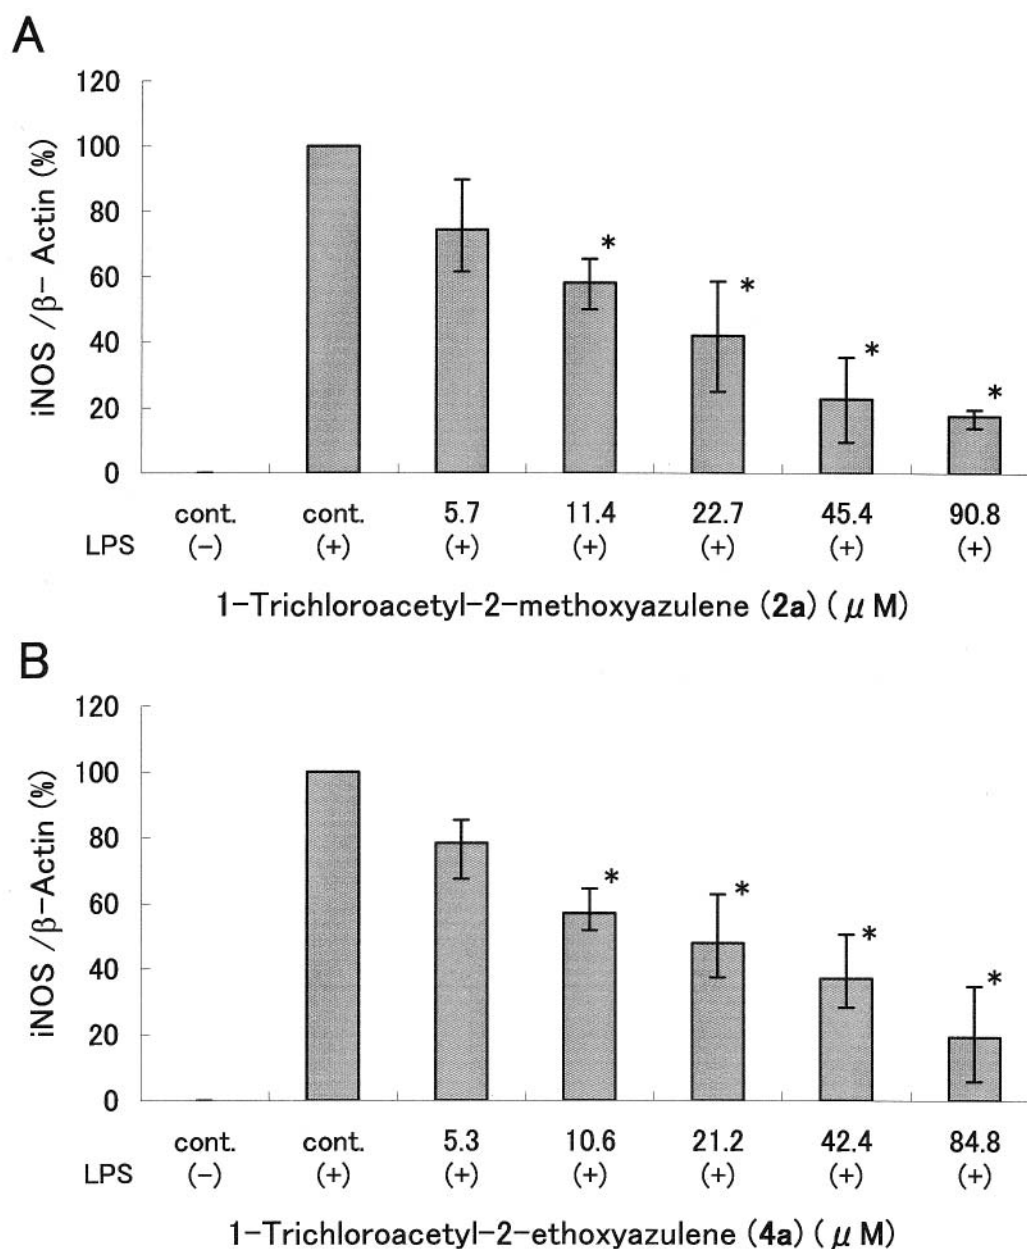 A
120
100
80
60
40
20
0
iNOS /β- Actin (%)
*
*
*
*
cont. cont. 5.7 11.4 22.7 45.4 90.8
LPS (-) (+) (+) (+) (+) (+) (+)
1-Trichloroacetyl-2-methoxyazulene (2a) ( μ M)
B
120
100
80
60
40
20
0
iNOS /β-Actin (%)
*
*
*
*
cont. cont. 5.3 10.6 21.2 42.4 84.8
LPS (-) (+) (+) (+) (+) (+) (+)
1-Trichloroacetyl-2-ethoxyazulene (4a) ( μ M)